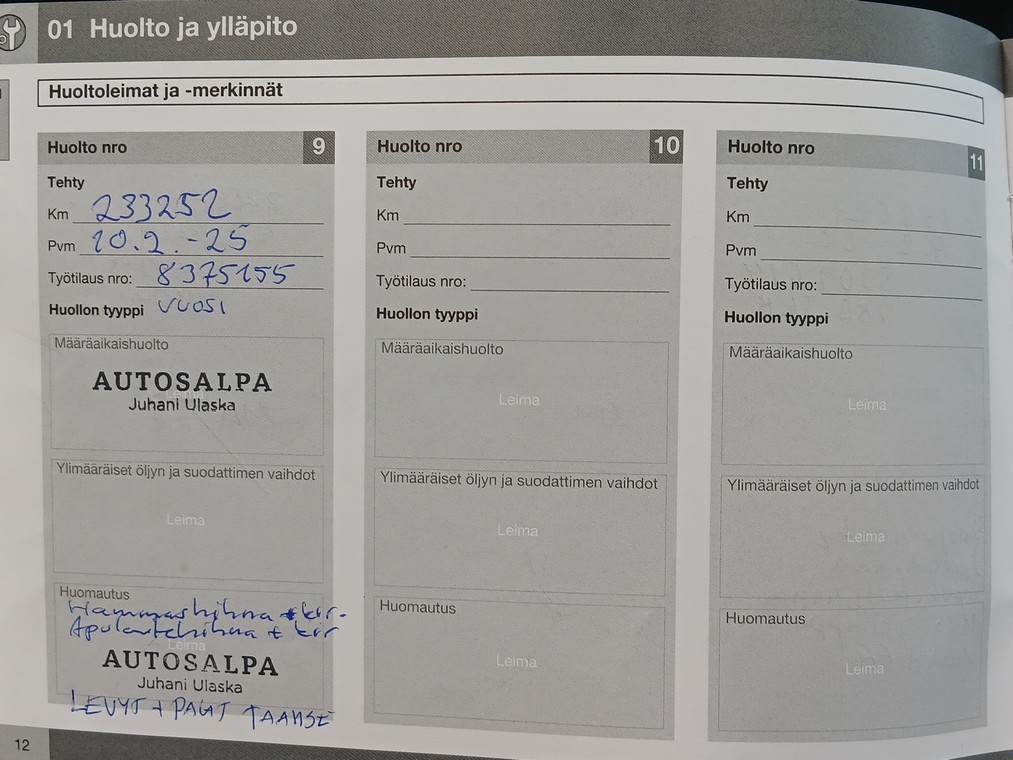 01 Huolto ja ylläpito
Huoltoleimat ja -merkinnät
Huolto nro 9
Tehty
Km 233252
Pvm 10.2.-25
Työtilaus nro: 8375155
Huollon tyyppi VUOSI
Määräaikaishuolto
Leima
AUTOSALPA
Juhani Ulaska
Ylimääräiset öljyn ja suodattimen vaihdot
Leima
Huomautus
Hammashihna + kir-
Apulaitehihna + kir
Leima
AUTOSALPA
Juhani Ulaska
LEVYT + PALAT TAAKSE
Huolto nro 10
Tehty
Km
Pvm
Työtilaus nro:
Huollon tyyppi
Määräaikaishuolto
Leima
Ylimääräiset öljyn ja suodattimen vaihdot
Leima
Huomautus
Leima
Huolto nro 11
Tehty
Km
Pvm
Työtilaus nro:
Huollon tyyppi
Määräaikaishuolto
Leima
Ylimääräiset öljyn ja suodattimen vaihdot
Leima
Huomautus
Leima
12